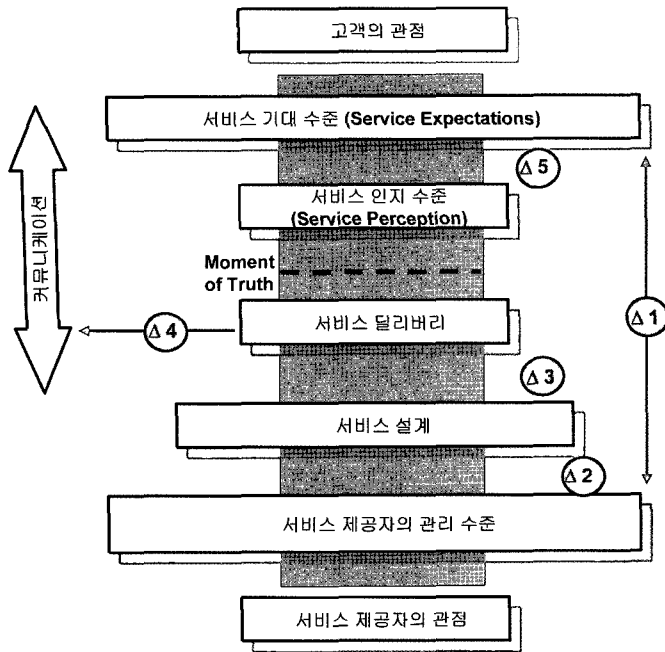 고객의 관점
서비스 기대 수준 (Service Expectations)
Δ5
서비스 인지 수준
(Service Perception)
커뮤니케이션
Moment
of Truth
Δ1
Δ4
서비스 딜리버리
Δ3
서비스 설계
Δ2
서비스 제공자의 관리 수준
서비스 제공자의 관점